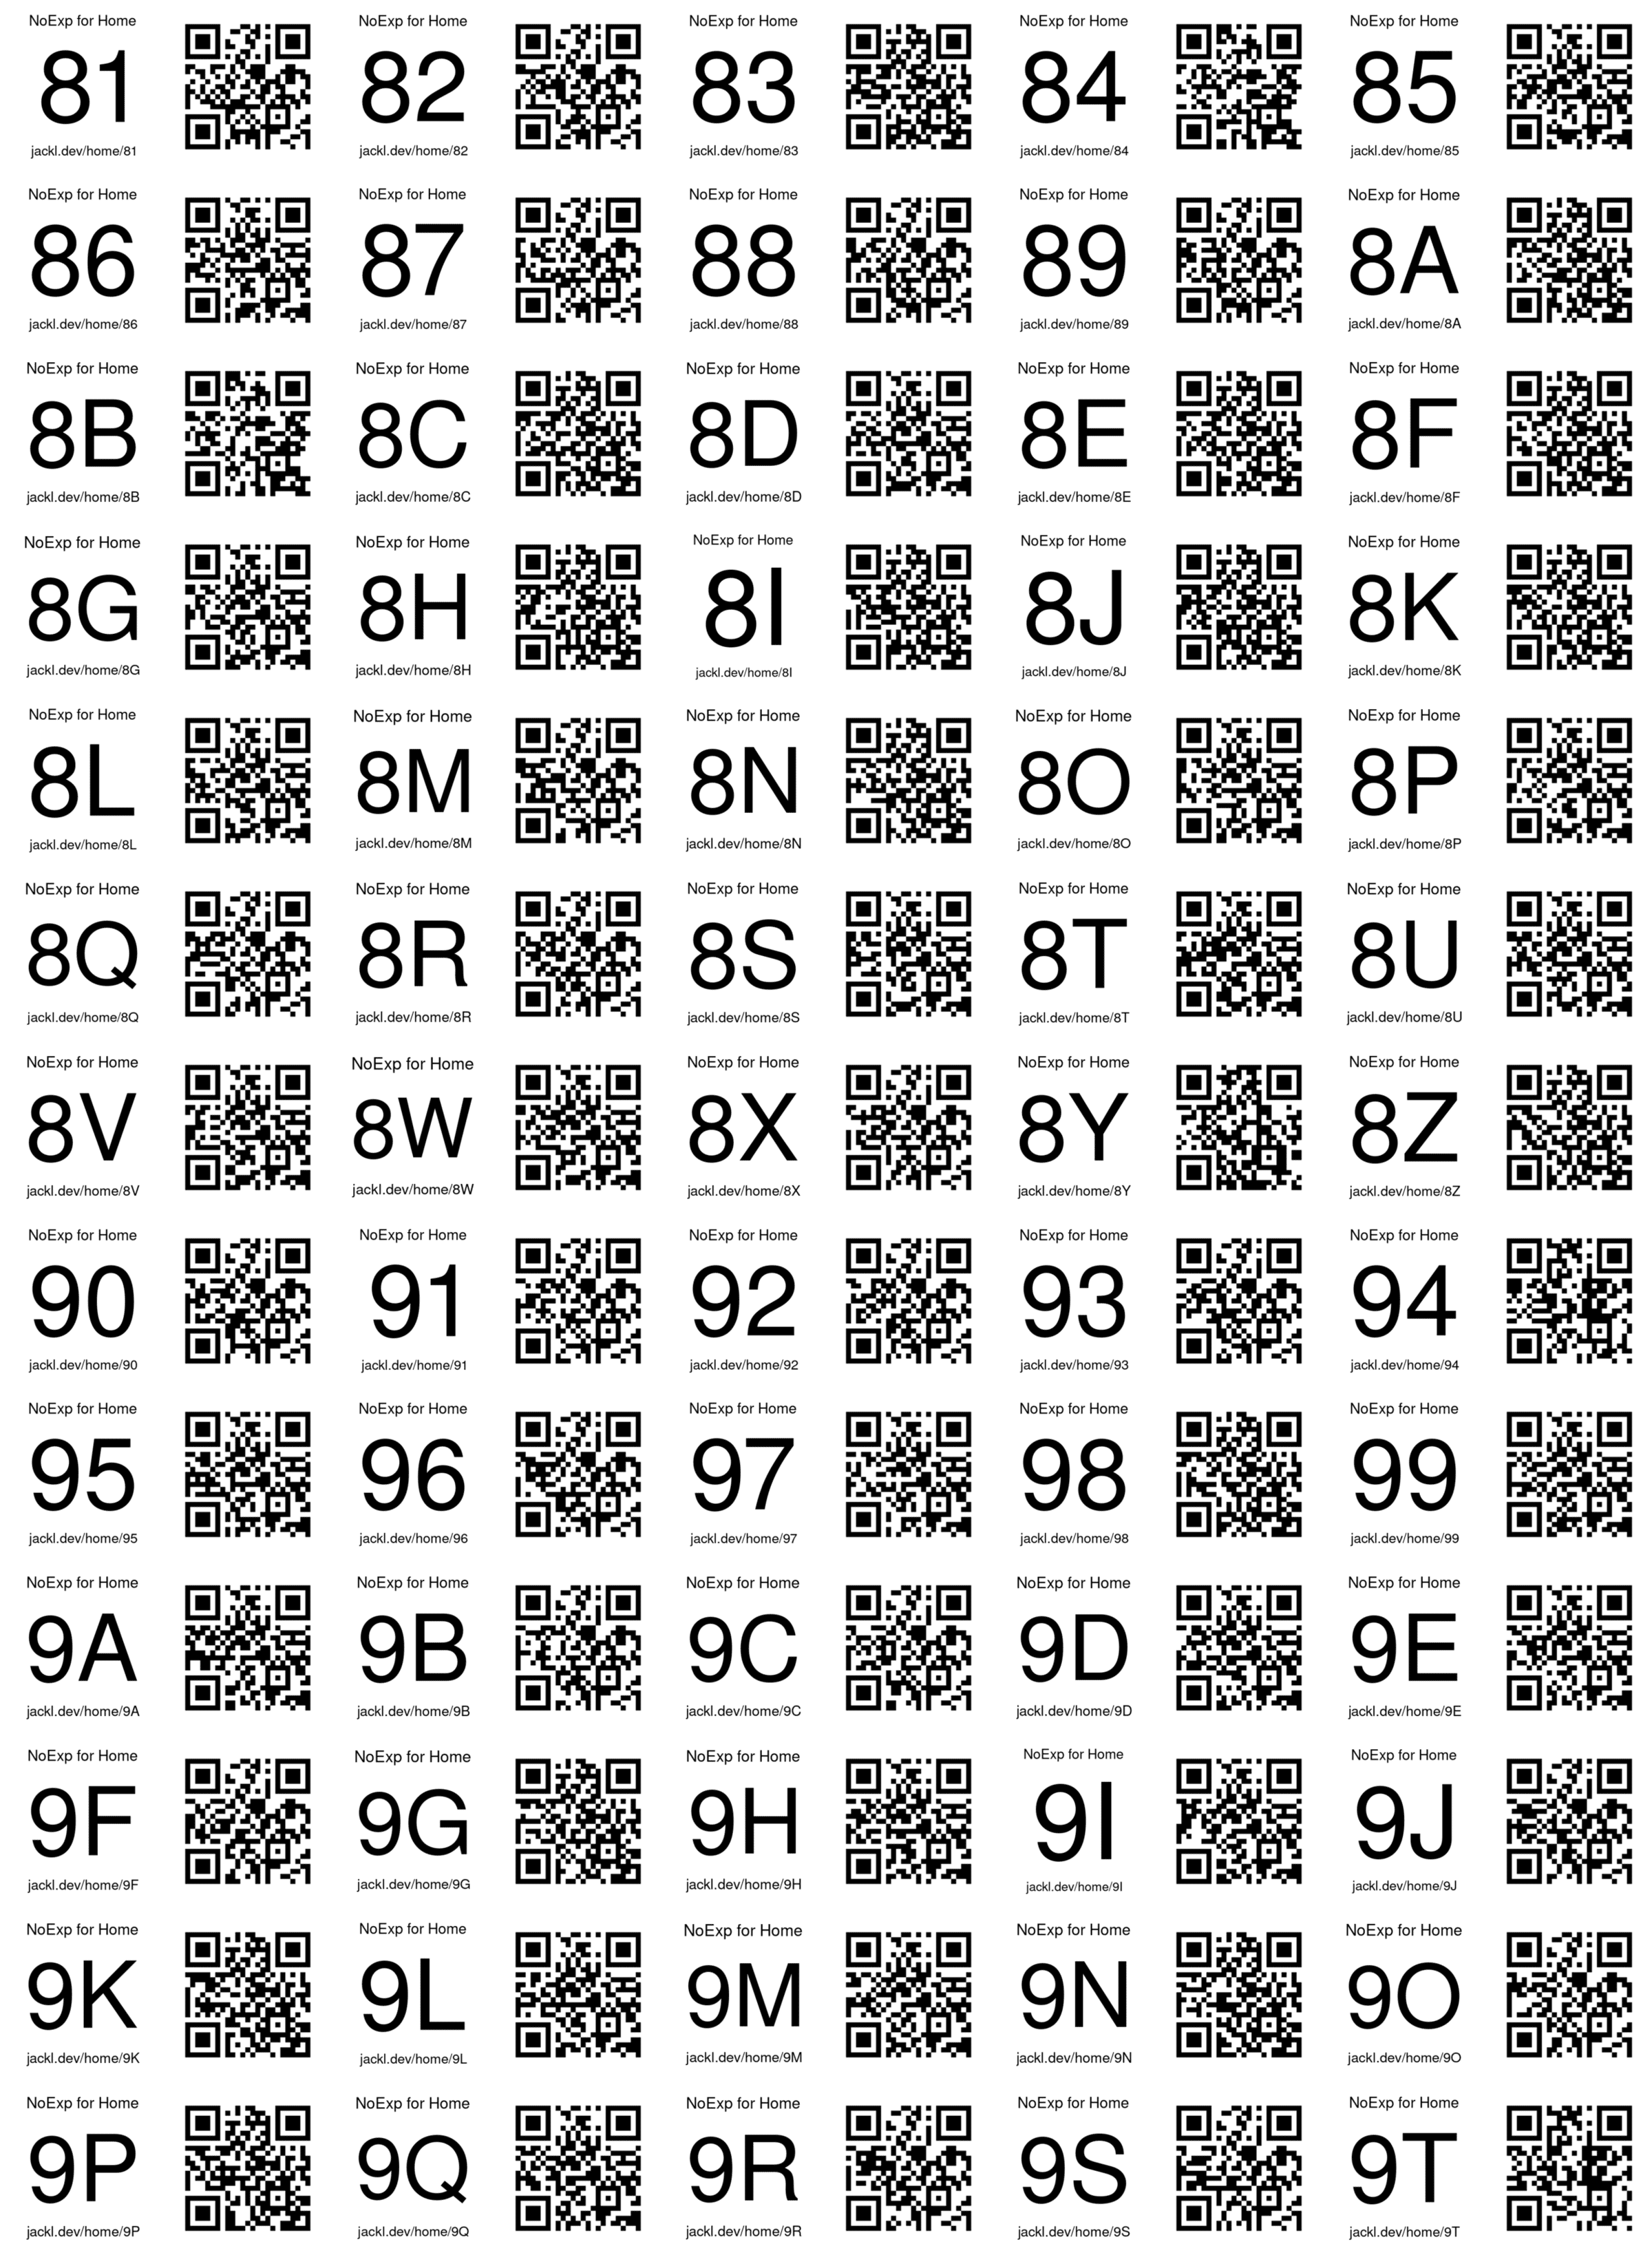 NoExp for Home
81
jackl.dev/home/81
NoExp for Home
82
jackl.dev/home/82
NoExp for Home
83
jackl.dev/home/83
NoExp for Home
84
jackl.dev/home/84
NoExp for Home
85
jackl.dev/home/85
NoExp for Home
86
jackl.dev/home/86
NoExp for Home
87
jackl.dev/home/87
NoExp for Home
88
jackl.dev/home/88
NoExp for Home
89
jackl.dev/home/89
NoExp for Home
8A
jackl.dev/home/8A
NoExp for Home
8B
jackl.dev/home/8B
NoExp for Home
8C
jackl.dev/home/8C
NoExp for Home
8D
jackl.dev/home/8D
NoExp for Home
8E
jackl.dev/home/8E
NoExp for Home
8F
jackl.dev/home/8F
NoExp for Home
8G
jackl.dev/home/8G
NoExp for Home
8H
jackl.dev/home/8H
NoExp for Home
8I
jackl.dev/home/8I
NoExp for Home
8J
jackl.dev/home/8J
NoExp for Home
8K
jackl.dev/home/8K
NoExp for Home
8L
jackl.dev/home/8L
NoExp for Home
8M
jackl.dev/home/8M
NoExp for Home
8N
jackl.dev/home/8N
NoExp for Home
8O
jackl.dev/home/8O
NoExp for Home
8P
jackl.dev/home/8P
NoExp for Home
8Q
jackl.dev/home/8Q
NoExp for Home
8R
jackl.dev/home/8R
NoExp for Home
8S
jackl.dev/home/8S
NoExp for Home
8T
jackl.dev/home/8T
NoExp for Home
8U
jackl.dev/home/8U
NoExp for Home
8V
jackl.dev/home/8V
NoExp for Home
8W
jackl.dev/home/8W
NoExp for Home
8X
jackl.dev/home/8X
NoExp for Home
8Y
jackl.dev/home/8Y
NoExp for Home
8Z
jackl.dev/home/8Z
NoExp for Home
90
jackl.dev/home/90
NoExp for Home
91
jackl.dev/home/91
NoExp for Home
92
jackl.dev/home/92
NoExp for Home
93
jackl.dev/home/93
NoExp for Home
94
jackl.dev/home/94
NoExp for Home
95
jackl.dev/home/95
NoExp for Home
96
jackl.dev/home/96
NoExp for Home
97
jackl.dev/home/97
NoExp for Home
98
jackl.dev/home/98
NoExp for Home
99
jackl.dev/home/99
NoExp for Home
9A
jackl.dev/home/9A
NoExp for Home
9B
jackl.dev/home/9B
NoExp for Home
9C
jackl.dev/home/9C
NoExp for Home
9D
jackl.dev/home/9D
NoExp for Home
9E
jackl.dev/home/9E
NoExp for Home
9F
jackl.dev/home/9F
NoExp for Home
9G
jackl.dev/home/9G
NoExp for Home
9H
jackl.dev/home/9H
NoExp for Home
9I
jackl.dev/home/9I
NoExp for Home
9J
jackl.dev/home/9J
NoExp for Home
9K
jackl.dev/home/9K
NoExp for Home
9L
jackl.dev/home/9L
NoExp for Home
9M
jackl.dev/home/9M
NoExp for Home
9N
jackl.dev/home/9N
NoExp for Home
9O
jackl.dev/home/9O
NoExp for Home
9P
jackl.dev/home/9P
NoExp for Home
9Q
jackl.dev/home/9Q
NoExp for Home
9R
jackl.dev/home/9R
NoExp for Home
9S
jackl.dev/home/9S
NoExp for Home
9T
jackl.dev/home/9T